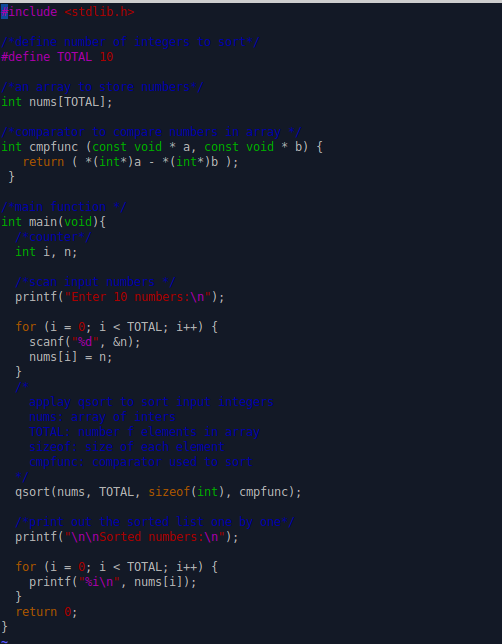 #include <stdlib.h>
/*define number of integers to sort*/
#define TOTAL 10
/*an array to store numbers*/
int nums[TOTAL];
/*comparator to compare numbers in array */
int cmpfunc (const void * a, const void * b) {
return ( *(int*)a - *(int*)b );
}
/*main function */
int main(void){
/*counter*/
int i, n;
/*scan input numbers */
printf("Enter 10 numbers:\n");
for (i = 0; i < TOTAL; i++) {
scanf("%d", &n);
nums[i] = n;
}
/*
applay qsort to sort input integers
nums: array of inters
TOTAL: number f elements in array
sizeof: size of each element
cmpfunc: comparator used to sort
*/
qsort(nums, TOTAL, sizeof(int), cmpfunc);
/*print out the sorted list one by one*/
printf("\n\nSorted numbers:\n");
for (i = 0; i < TOTAL; i++) {
printf("%i\n", nums[i]);
}
return 0;
}
~